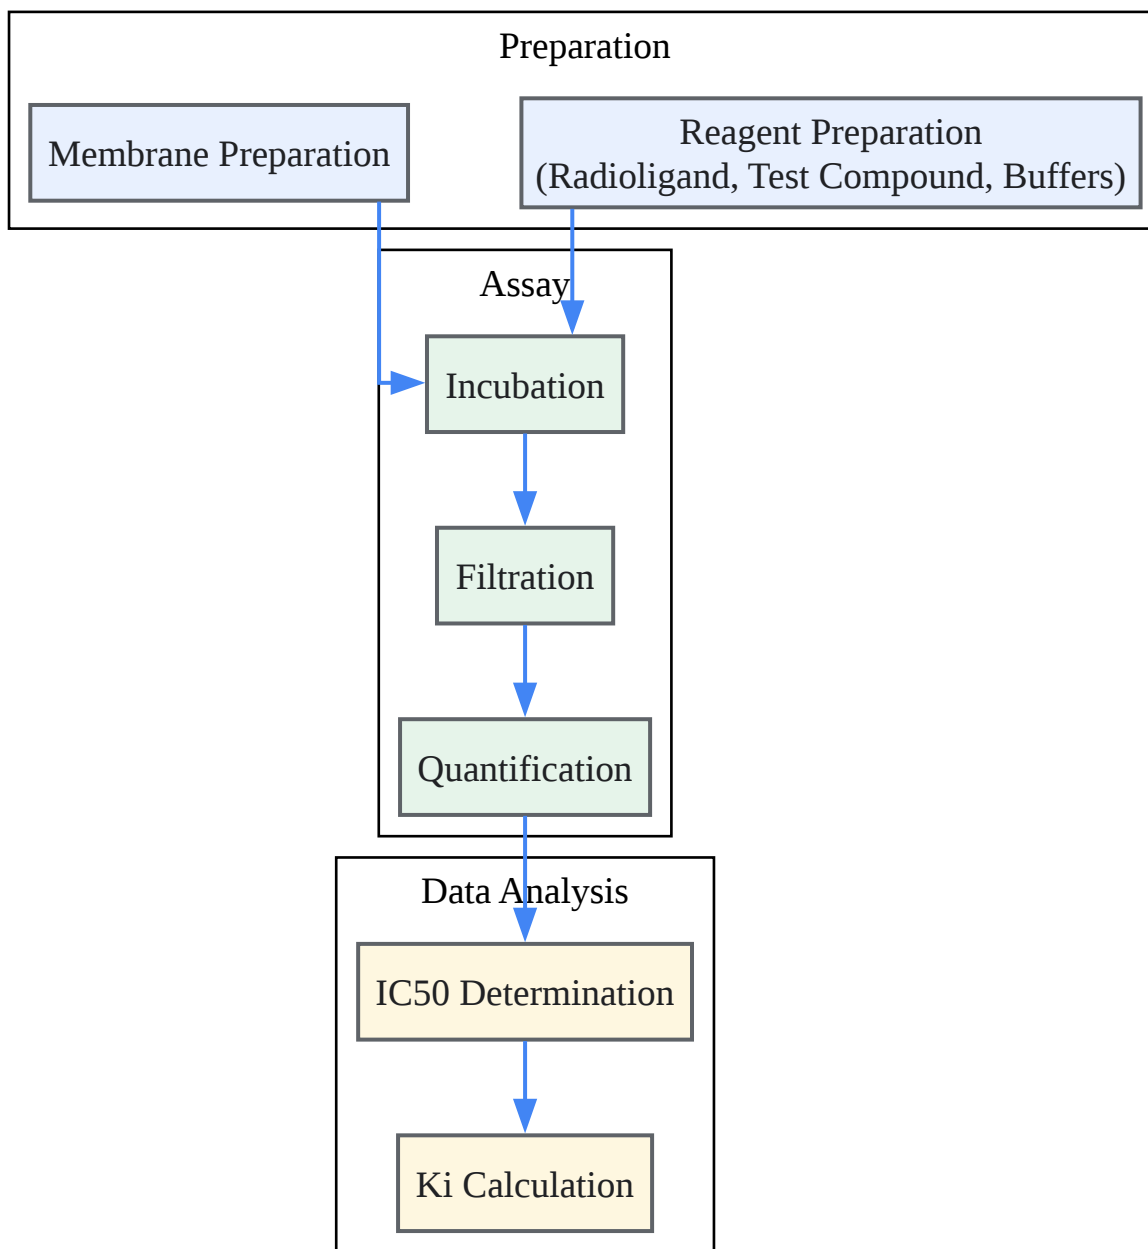 Preparation
Membrane Preparation
Reagent Preparation
(Radioligand, Test Compound, Buffers)
Assay
Incubation
Filtration
Quantification
Data Analysis
IC50 Determination
Ki Calculation